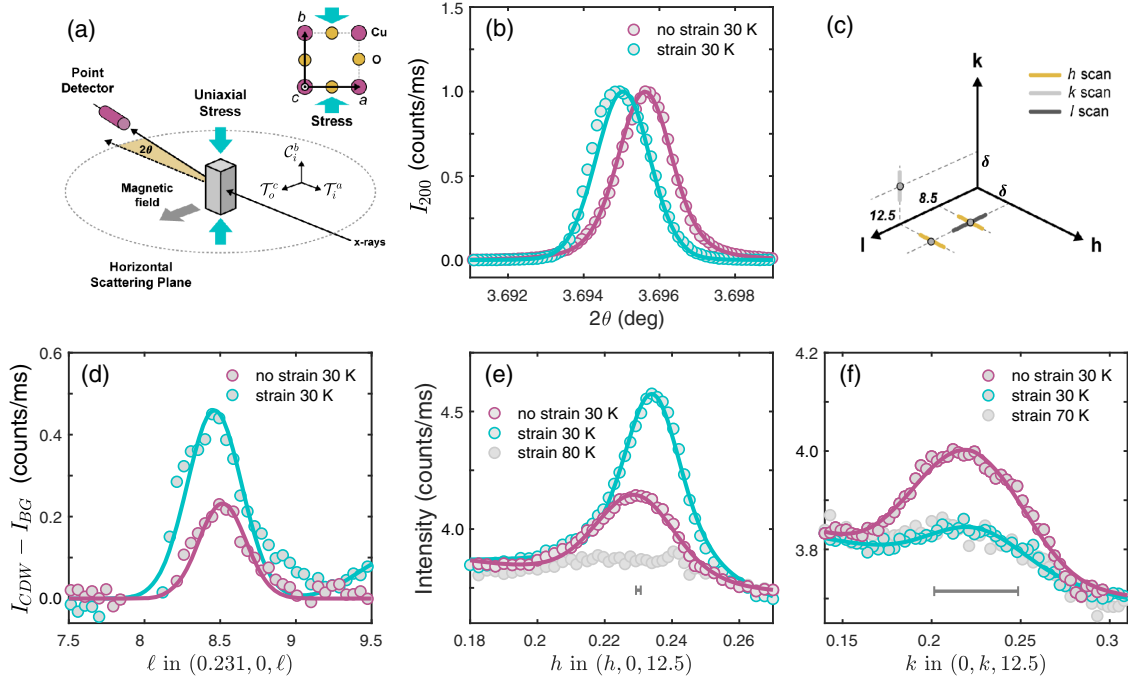 (a)
Point
Detector
2θ
Uniaxial
Stress
b
Cu
O
c
a
Stress
Magnetic
field
C_i^b
T_o^c
T_i^a
x-rays
Horizontal
Scattering Plane
(b)
no strain 30 K
strain 30 K
1.5
1.0
0.5
0.0
I_200 (counts/ms)
3.692
3.694
3.696
3.698
2θ (deg)
(c)
k
h scan
k scan
l scan
δ
δ
8.5
12.5
l
h
(d)
no strain 30 K
strain 30 K
0.6
0.4
0.2
0.0
I_CDW − I_BG (counts/ms)
7.5
8
8.5
9
9.5
ℓ in (0.231, 0, ℓ)
(e)
no strain 30 K
strain 30 K
strain 80 K
4.5
4.0
Intensity (counts/ms)
0.18
0.2
0.22
0.24
0.26
h in (h, 0, 12.5)
(f)
no strain 30 K
strain 30 K
strain 70 K
4.2
4.0
3.8
0.15
0.2
0.25
0.3
k in (0, k, 12.5)